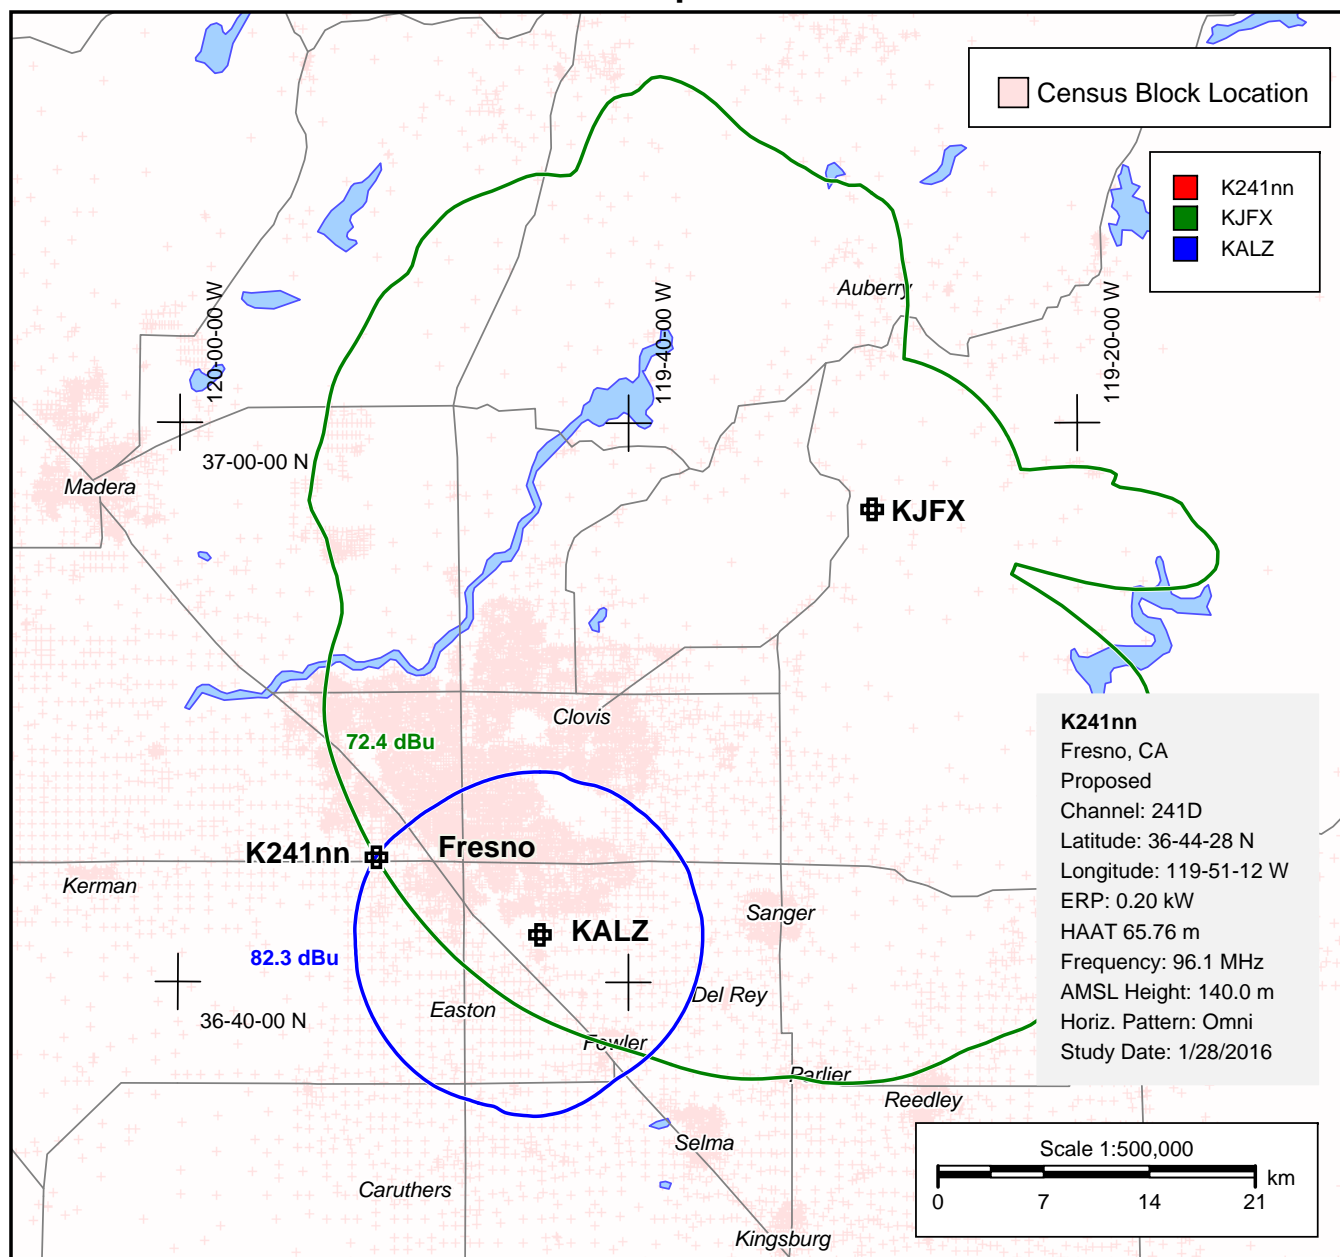 Census Block Location
K241nn
KJFX
KALZ
Auberry
120-00-00 W
119-40-00 W
119-20-00 W
37-00-00 N
Madera
KJFX
Clovis
72.4 dBu
K241nn
Fresno
Kerman
Sanger
KALZ
82.3 dBu
Del Rey
Easton
36-40-00 N
Fowler
Parlier
Reedley
Selma
Caruthers
Kingsburg
K241nn
Fresno, CA
Proposed
Channel: 241D
Latitude: 36-44-28 N
Longitude: 119-51-12 W
ERP: 0.20 kW
HAAT 65.76 m
Frequency: 96.1 MHz
AMSL Height: 140.0 m
Horiz. Pattern: Omni
Study Date: 1/28/2016
Scale 1:500,000
km
0 7 14 21